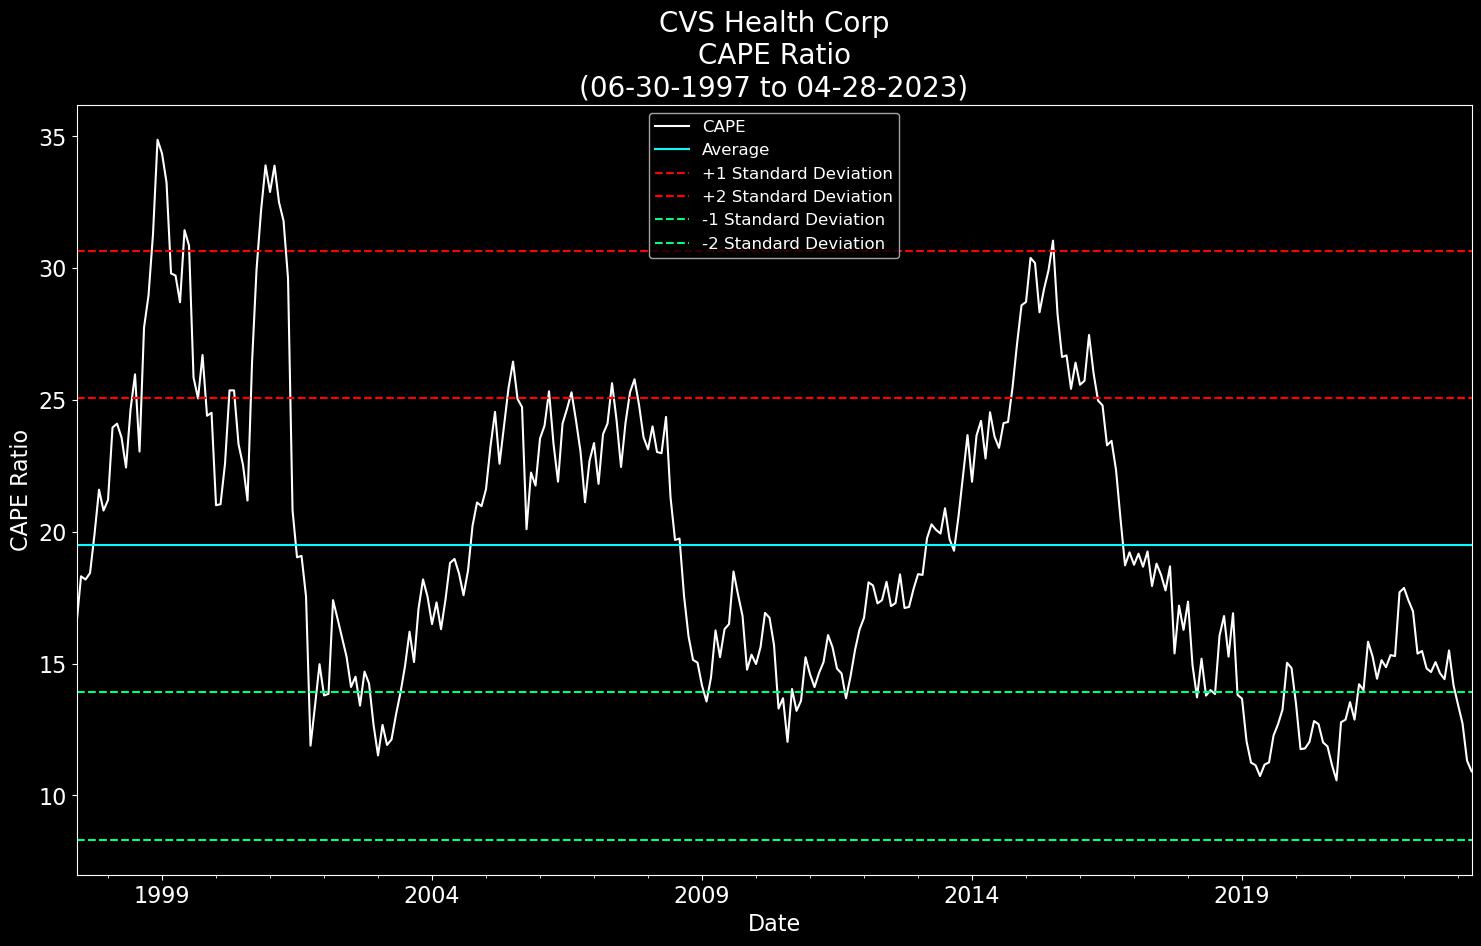 CVS Health Corp
CAPE Ratio
(06-30-1997 to 04-28-2023)
CAPE
Average
+1 Standard Deviation
+2 Standard Deviation
-1 Standard Deviation
-2 Standard Deviation
35
30
25
20
15
10
CAPE Ratio
1999 2004 2009 2014 2019
Date